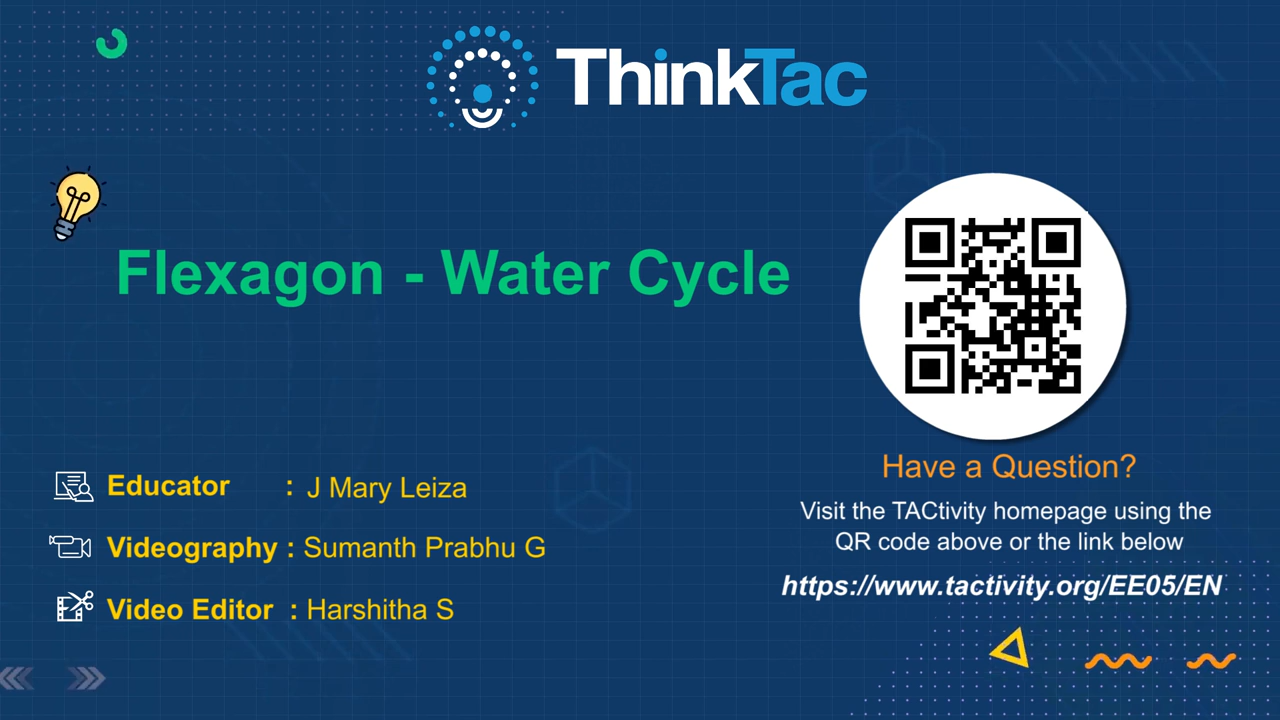 ThinkTac
Flexagon - Water Cycle
Educator : J Mary Leiza
Videography : Sumanth Prabhu G
Video Editor : Harshitha S
Have a Question?
Visit the TACtivity homepage using the
QR code above or the link below
https://www.tactivity.org/EE05/EN